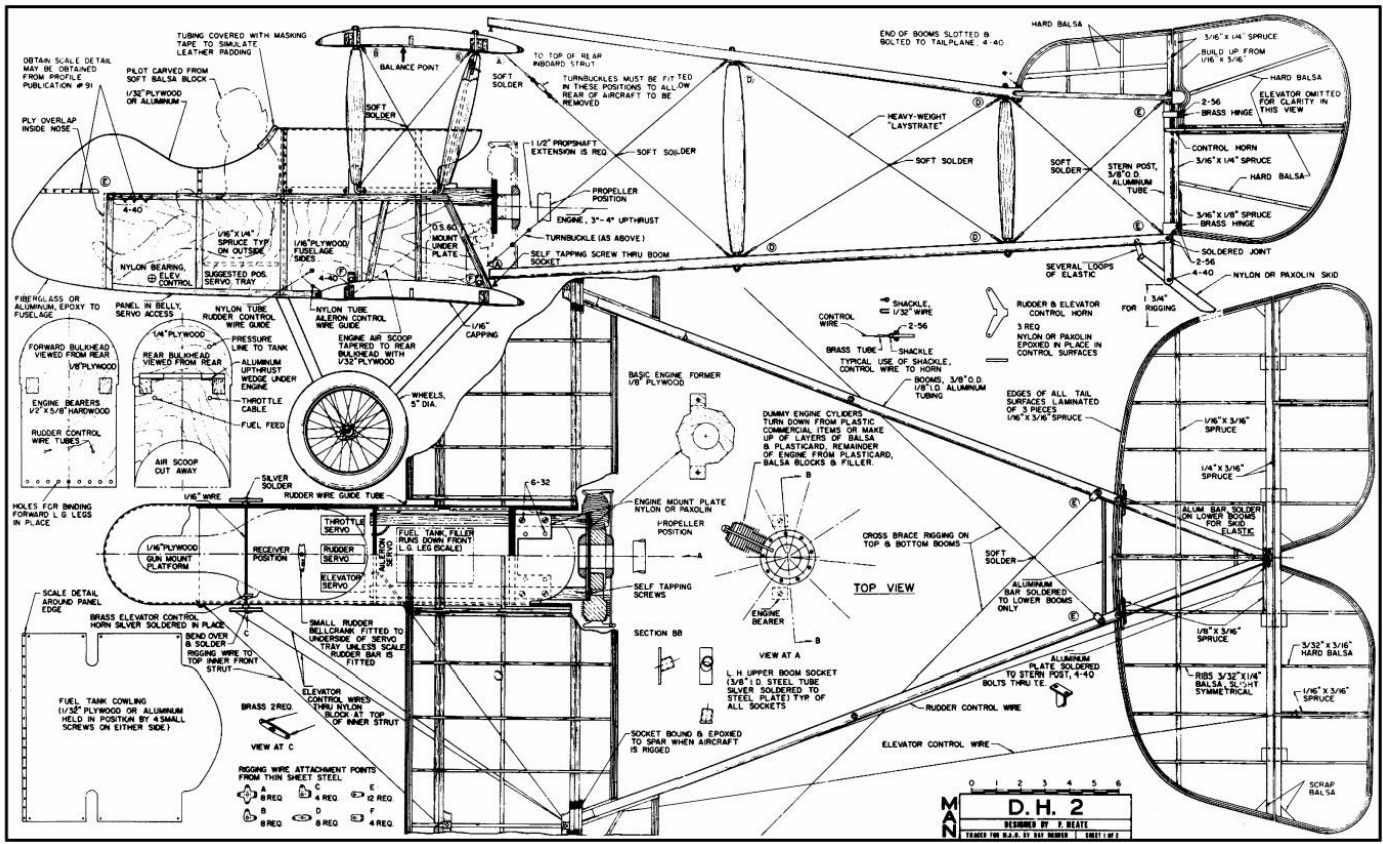 TUBING COVERED WITH MASKING
TAPE TO SIMULATE
LEATHER PADDING
OBTAIN SCALE DETAIL
MAY BE OBTAINED
FROM PROFILE
PUBLICATION # 91
PILOT CARVED FROM
SOFT BALSA BLOCK
1/32" PLYWOOD
OR ALUMINUM
PLY OVERLAP
INSIDE NOSE
B
B
BALANCE POINT
A
A
SOFT
SOLDER
SOFT
SOLDER
TO TOP OF REAR
INBOARD STRUT
TURNBUCKLES MUST BE FITTED
IN THESE POSITIONS TO ALLOW
REAR OF AIRCRAFT TO BE
REMOVED
END OF BOOMS SLOTTED &
BOLTED TO TAILPLANE. 4-40
HARD BALSA
3/16" X 1/4" SPRUCE
BUILD UP FROM
1/16" X 3/16"
HARD BALSA
ELEVATOR OMITTED
FOR CLARITY IN
THIS VIEW
2-56
BRASS HINGE
CONTROL HORN
3/16" X 1/4" SPRUCE
HARD BALSA
3/16" X 1/8" SPRUCE
BRASS HINGE
SOLDERED JOINT
2-56
4-40
NYLON OR PAXOLIN SKID
D
D
E
HEAVY-WEIGHT
"LAYSTRATE"
SOFT SOLDER
SOFT SOLDER
SOFT
SOLDER
STERN POST,
3/8" O.D.
ALUMINUM
TUBE
D
D
E
1 1/2" PROPSHAFT
EXTENSION IS REQ.
PROPELLER
POSITION
ENGINE, 3°- 4° UPTHRUST
TURNBUCKLE (AS ABOVE)
SELF TAPPING SCREW THRU BOOM
SOCKET
SEVERAL LOOPS
OF ELASTIC
1 3/4"
FOR RIGGING
E
4-40
1/16" X 1/4"
SPRUCE TYP.
ON OUTSIDE
1/16" PLYWOOD
FUSELAGE
SIDES
O.S. 60
MOUNT
UNDER
PLATE
A
F
F
4-40
NYLON BEARING,
ELEV
CONTROL
SUGGESTED POS.
SERVO TRAY
FIBERGLASS OR
ALUMINUM, EPOXY TO
FUSELAGE
PANEL IN BELLY,
SERVO ACCESS
NYLON TUBE
RUDDER CONTROL
WIRE GUIDE
NYLON TUBE
AILERON CONTROL
WIRE GUIDE
1/16"
CAPPING
ENGINE AIR SCOOP
TAPERED TO REAR
BULKHEAD WITH
1/32" PLYWOOD
WHEELS,
5" DIA.
FORWARD BULKHEAD
VIEWED FROM REAR
1/8" PLYWOOD
ENGINE BEARERS
1/2" X 5/8" HARDWOOD
RUDDER CONTROL
WIRE TUBES
HOLES FOR BINDING
FORWARD L.G. LEGS
IN PLACE
1/4" PLYWOOD
REAR BULKHEAD
VIEWED FROM REAR
AIR SCOOP
CUT AWAY
PRESSURE
LINE TO TANK
ALUMINUM
UPTHRUST
WEDGE UNDER
ENGINE
THROTTLE
CABLE
FUEL FEED
SHACKLE,
1/32" WIRE
CONTROL
WIRE
2-56
BRASS TUBE
SHACKLE
TYPICAL USE OF SHACKLE,
CONTROL WIRE TO HORN
RUDDER & ELEVATOR
CONTROL HORN
3 REQ
NYLON OR PAXOLIN
EPOXIED IN PLACE IN
CONTROL SURFACES
BOOMS, 3/8" O.D.
1/8" I.D. ALUMINUM
TUBING
BASIC ENGINE FORMER
1/8" PLYWOOD
DUMMY ENGINE CYLIDERS
TURN DOWN FROM PLASTIC
COMMERCIAL ITEMS OR MAKE
UP OF LAYERS OF BALSA
& PLASTICARD, REMAINDER
OF ENGINE FROM PLASTICARD,
BALSA BLOCKS & FILLER.
EDGES OF ALL TAIL
SURFACES LAMINATED
OF 3 PIECES
1/16" X 3/16" SPRUCE
1/16" X 3/16"
SPRUCE
1/4" X 3/16"
SPRUCE
ALUM BAR, SOLDER
ON LOWER BOOMS
FOR SKID
ELASTIC
SILVER
SOLDER
1/16" WIRE
RUDDER WIRE GUIDE TUBE
6-32
ENGINE MOUNT PLATE
NYLON OR PAXOLIN
PROPELLER
POSITION
A
SELF TAPPING
SCREWS
1/16" PLYWOOD
GUN MOUNT
PLATFORM
RECEIVER
POSITION
THROTTLE
SERVO
RUDDER
SERVO
ELEVATOR
SERVO
AILERON
SERVO
FUEL TANK, FILLER
RUNS DOWN FRONT
L.G. LEG (SCALE)
B
B
ENGINE
BEARER
VIEW AT A
TOP VIEW
CROSS BRACE RIGGING ON
TOP & BOTTOM BOOMS
E
SOFT
SOLDER
ALUMINUM
BAR SOLDERED
TO LOWER BOOMS
ONLY
E
SCALE DETAIL
AROUND PANEL
EDGE
BRASS ELEVATOR CONTROL
HORN SILVER SOLDERED IN PLACE
BEND OVER
& SOLDER
C
RIGGING WIRE TO
TOP INNER FRONT
STRUT
SMALL RUDDER
BELLCRANK FITTED TO
UNDERSIDE OF SERVO
TRAY UNLESS SCALE
RUDDER BAR IS
FITTED
ELEVATOR
CONTROL WIRES
THRU NYLON
BLOCK AT TOP
OF INNER STRUT
FUEL TANK COWLING
(1/32" PLYWOOD OR ALUMINUM
HELD IN POSITION BY 4 SMALL
SCREWS ON EITHER SIDE)
BRASS 2 REQ.
VIEW AT C
RIGGING WIRE ATTACHMENT POINTS
FROM THIN SHEET STEEL
A
8 REQ.
C
4 REQ.
E
12 REQ.
B
8 REQ.
D
8 REQ.
F
4 REQ.
SECTION BB
L.H. UPPER BOOM SOCKET
(3/8" I.D. STEEL TUBE
SILVER SOLDERED TO
STEEL PLATE) TYP OF
ALL SOCKETS
SOCKET BOUND & EPOXIED
TO SPAR WHEN AIRCRAFT
IS RIGGED
1/8" X 3/16"
SPRUCE
ALUMINUM
PLATE SOLDERED
TO STERN POST, 4-40
BOLTS THRU T.E.
RUDDER CONTROL WIRE
ELEVATOR CONTROL WIRE
3/32" X 3/16"
HARD BALSA
RIBS 3/32" X 1/4"
BALSA, SLIGHT
SYMMETRICAL
1/16" X 3/16"
SPRUCE
SCRAP
BALSA
0 1 2 3 4 5 6
MAN
D. H. 2
DESIGNED BY P. NEATE
TRACED FOR M.A.N. BY RAY BORDEN SHEET 1 OF 2